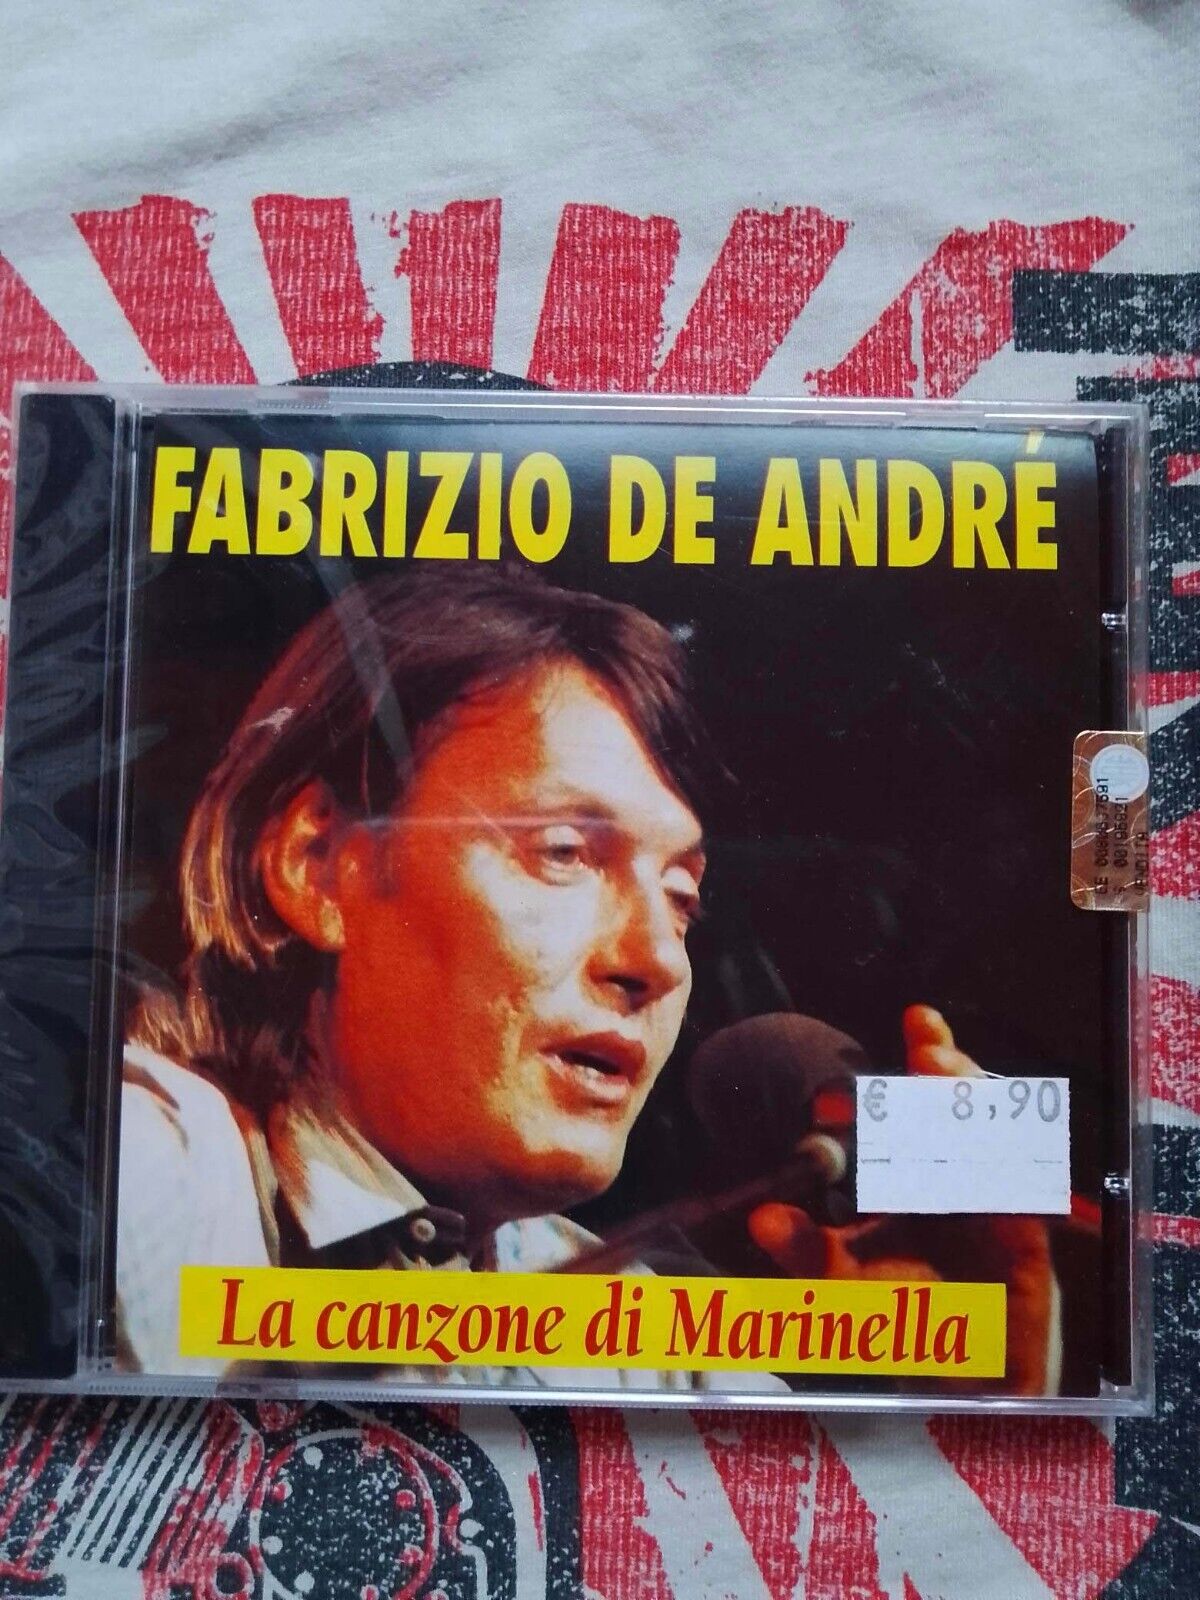 FABRIZIO DE ANDRÉ
€ 8,90
La canzone di Marinella